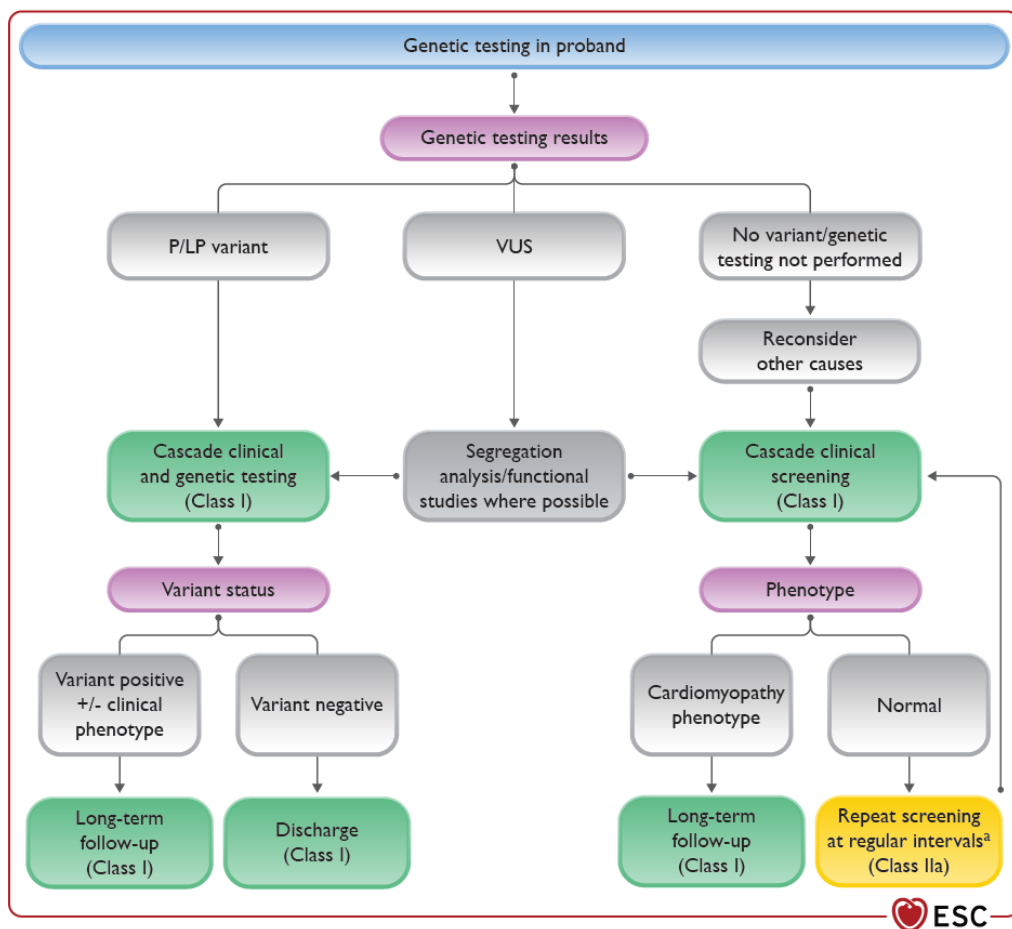 Genetic testing in proband
Genetic testing results
P/LP variant
VUS
No variant/genetic
testing not performed
Reconsider
other causes
Cascade clinical
and genetic testing
(Class I)
Segregation
analysis/functional
studies where possible
Cascade clinical
screening
(Class I)
Variant status
Phenotype
Variant positive
+/- clinical
phenotype
Variant negative
Cardiomyopathy
phenotype
Normal
Long-term
follow-up
(Class I)
Discharge
(Class I)
Long-term
follow-up
(Class I)
Repeat screening
at regular intervalsᵃ
(Class IIa)
ESC